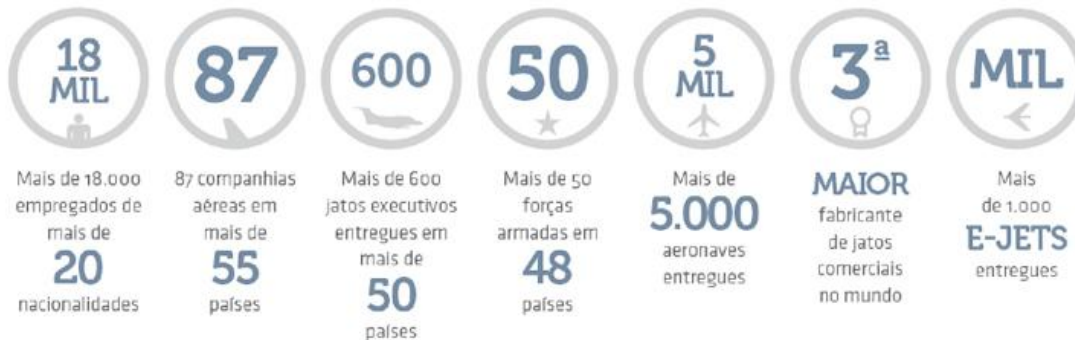 18
MIL
Mais de 18.000
empregados de
mais de
20
nacionalidades
87
87 companhias
aéreas em
mais de
55
países
600
Mais de 600
jatos executivos
entregues em
mais de
50
países
50
Mais de 50
forças
armadas em
48
países
5
MIL
Mais de
5.000
aeronaves
entregues
3ª
MAIOR
fabricante
de jatos
comerciais
no mundo
MIL
Mais
de 1.000
E-JETS
entregues